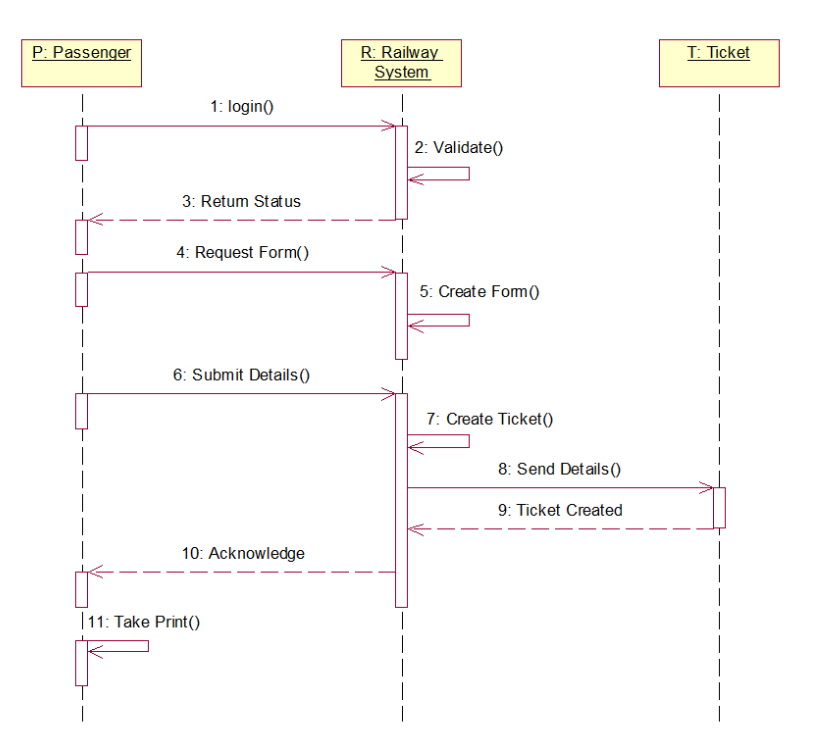 P: Passenger
R: Railway
System
T: Ticket
1: login()
2: Validate()
3: Return Status
4: Request Form()
5: Create Form()
6: Submit Details()
7: Create Ticket()
8: Send Details()
9: Ticket Created
10: Acknowledge
11: Take Print()